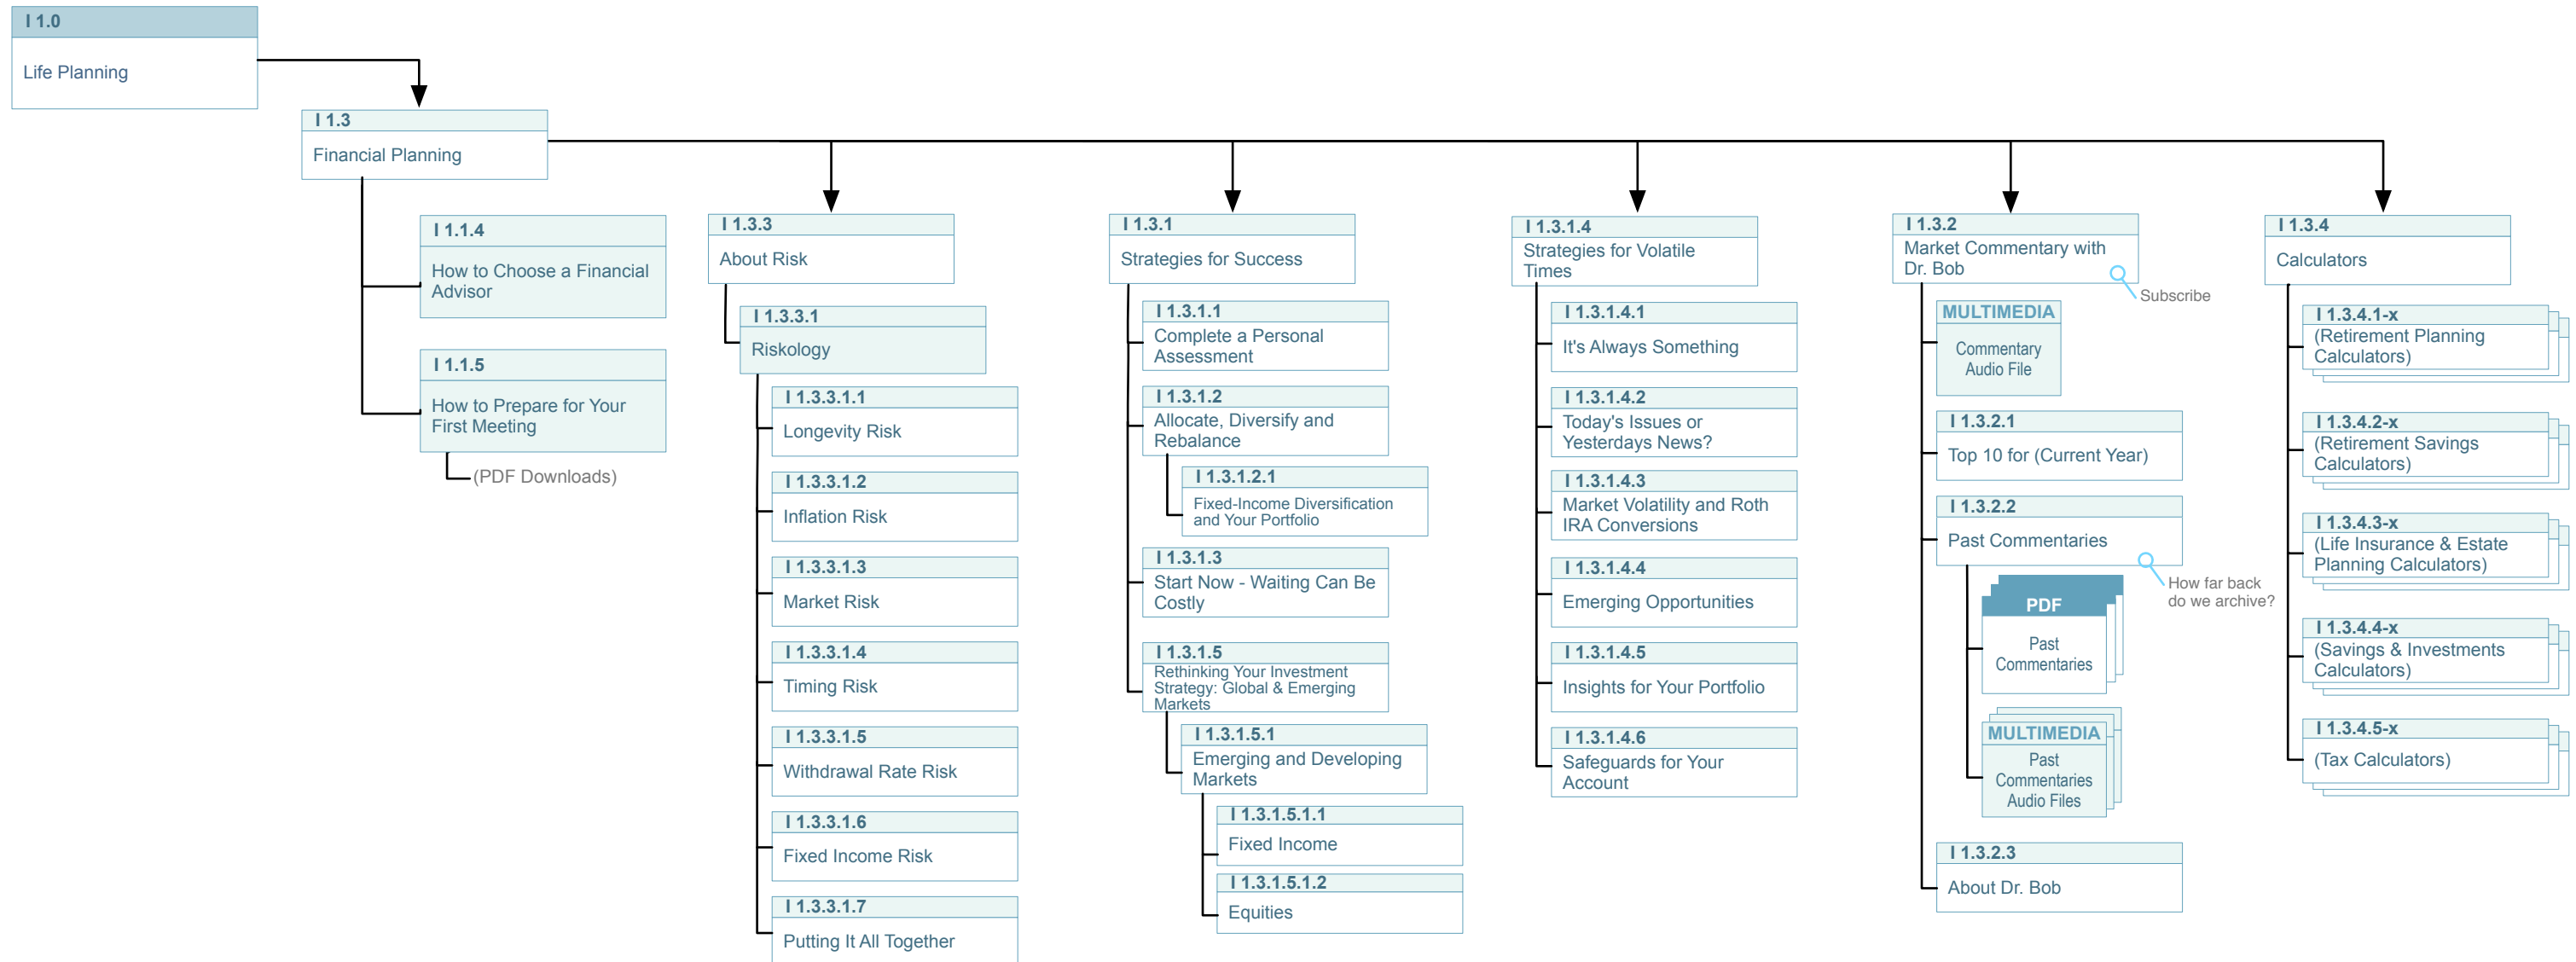 I 1.0
Life Planning
I 1.3
Financial Planning
I 1.1.4
How to Choose a Financial
Advisor
I 1.1.5
How to Prepare for Your
First Meeting
(PDF Downloads)
I 1.3.3
About Risk
I 1.3.3.1
Riskology
I 1.3.3.1.1
Longevity Risk
I 1.3.3.1.2
Inflation Risk
I 1.3.3.1.3
Market Risk
I 1.3.3.1.4
Timing Risk
I 1.3.3.1.5
Withdrawal Rate Risk
I 1.3.3.1.6
Fixed Income Risk
I 1.3.3.1.7
Putting It All Together
I 1.3.1
Strategies for Success
I 1.3.1.1
Complete a Personal
Assessment
I 1.3.1.2
Allocate, Diversify and
Rebalance
I 1.3.1.2.1
Fixed-Income Diversification
and Your Portfolio
I 1.3.1.3
Start Now - Waiting Can Be
Costly
I 1.3.1.5
Rethinking Your Investment
Strategy: Global & Emerging
Markets
I 1.3.1.5.1
Emerging and Developing
Markets
I 1.3.1.5.1.1
Fixed Income
I 1.3.1.5.1.2
Equities
I 1.3.1.4
Strategies for Volatile
Times
I 1.3.1.4.1
It's Always Something
I 1.3.1.4.2
Today's Issues or
Yesterdays News?
I 1.3.1.4.3
Market Volatility and Roth
IRA Conversions
I 1.3.1.4.4
Emerging Opportunities
I 1.3.1.4.5
Insights for Your Portfolio
I 1.3.1.4.6
Safeguards for Your
Account
I 1.3.2
Market Commentary with
Dr. Bob
Subscribe
MULTIMEDIA
Commentary
Audio File
I 1.3.2.1
Top 10 for (Current Year)
I 1.3.2.2
Past Commentaries
How far back
do we archive?
PDF
Past
Commentaries
MULTIMEDIA
Past
Commentaries
Audio Files
I 1.3.2.3
About Dr. Bob
I 1.3.4
Calculators
I 1.3.4.1-x
(Retirement Planning
Calculators)
I 1.3.4.2-x
(Retirement Savings
Calculators)
I 1.3.4.3-x
(Life Insurance & Estate
Planning Calculators)
I 1.3.4.4-x
(Savings & Investments
Calculators)
I 1.3.4.5-x
(Tax Calculators)